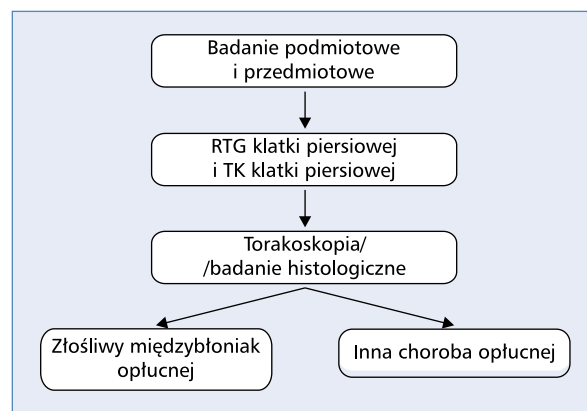 Badanie podmiotowe
i przedmiotowe
RTG klatki piersiowej
i TK klatki piersiowej
Torakoskopia/
/badanie histologiczne
Złośliwy międzybłoniak
opłucnej
Inna choroba opłucnej